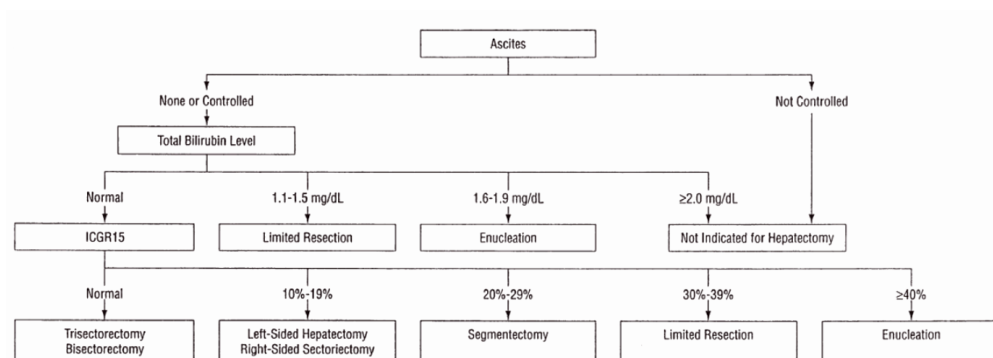 Ascites
None or Controlled
Not Controlled
Total Bilirubin Level
Normal
1.1-1.5 mg/dL
1.6-1.9 mg/dL
≥2.0 mg/dL
ICGR15
Limited Resection
Enucleation
Not Indicated for Hepatectomy
Normal
10%-19%
20%-29%
30%-39%
≥40%
Trisectorectomy
Bisectorectomy
Left-Sided Hepatectomy
Right-Sided Sectoriectomy
Segmentectomy
Limited Resection
Enucleation